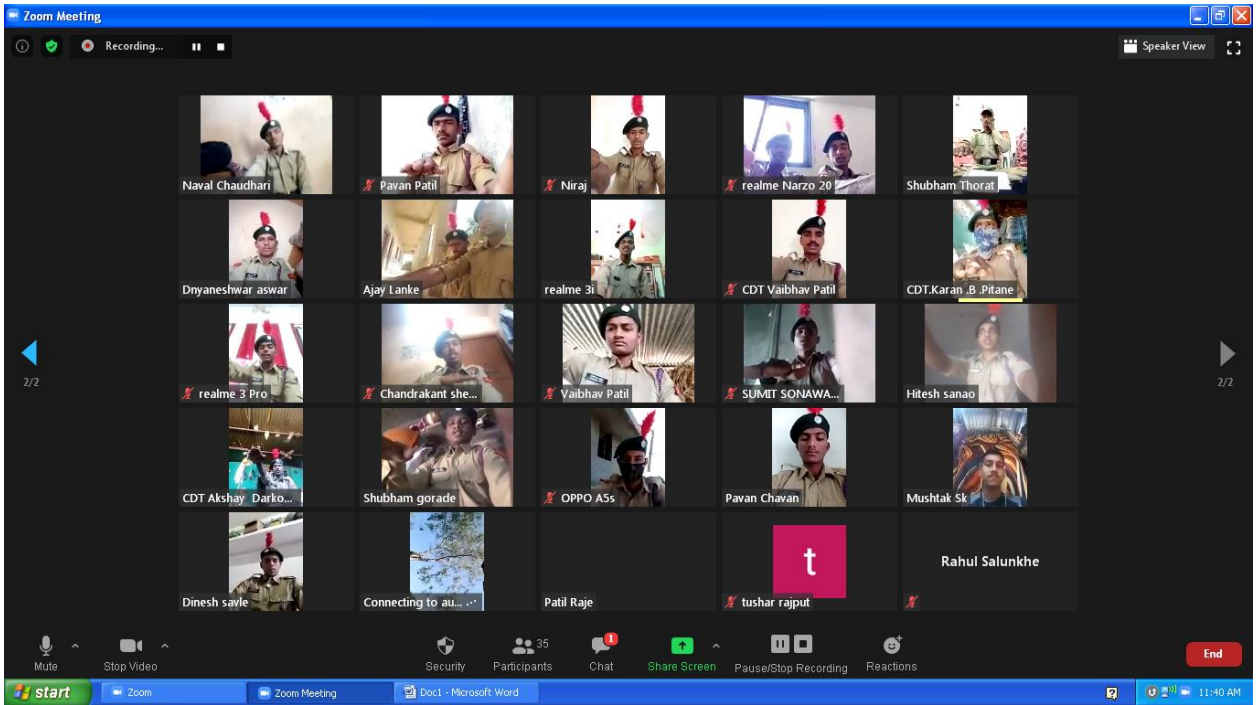 Zoom Meeting
Recording...
Speaker View
Naval Chaudhari
Pavan Patil
Niraj
realme Narzo 20
Shubham Thorat
Dnyaneshwar aswar
Ajay Lanke
realme 3i
CDT Vaibhav Patil
CDT.Karan .B .Pitane
realme 3 Pro
Chandrakant she...
Vaibhav Patil
SUMIT SONAWA...
Hitesh sanao
2/2
2/2
CDT Akshay Darko...
Shubham gorade
OPPO A5s
Pavan Chavan
Mushtak Sk
Dinesh savle
Connecting to au...
Patil Raje
t
tushar rajput
Rahul Salunkhe
Mute
Stop Video
Security
Participants
35
Chat
1
Share Screen
Pause/Stop Recording
Reactions
End
start
Zoom
Zoom Meeting
Doc1 - Microsoft Word
11:40 AM